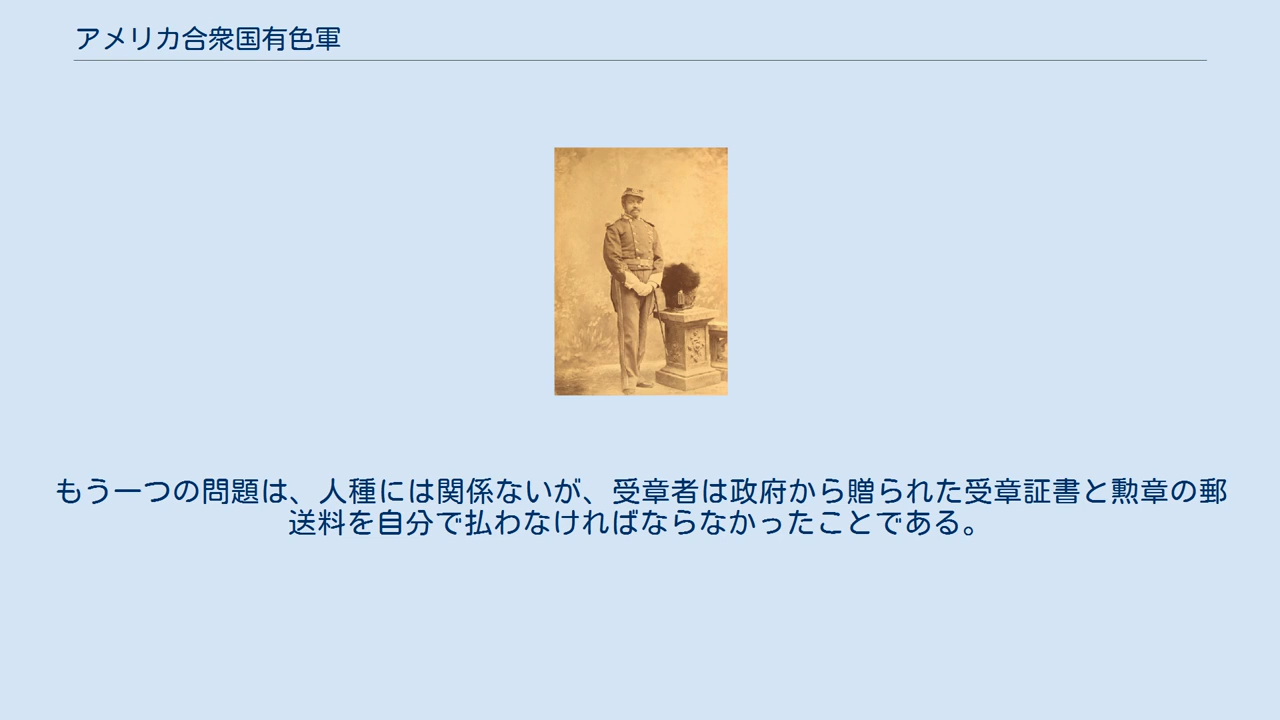 アメリカ合衆国有色軍
もう一つの問題は、人種には関係ないが、受章者は政府から贈られた受章証書と勲章の郵
送料を自分で払わなければならなかったことである。